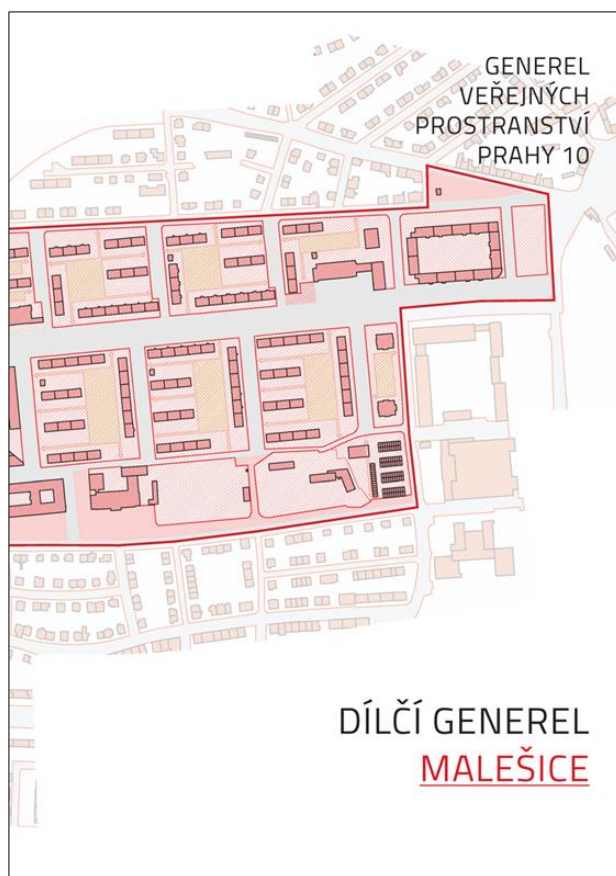 GENEREL
VEŘEJNÝCH
PROSTRANSTVÍ
PRAHY 10
DÍLČÍ GENEREL
MALEŠICE